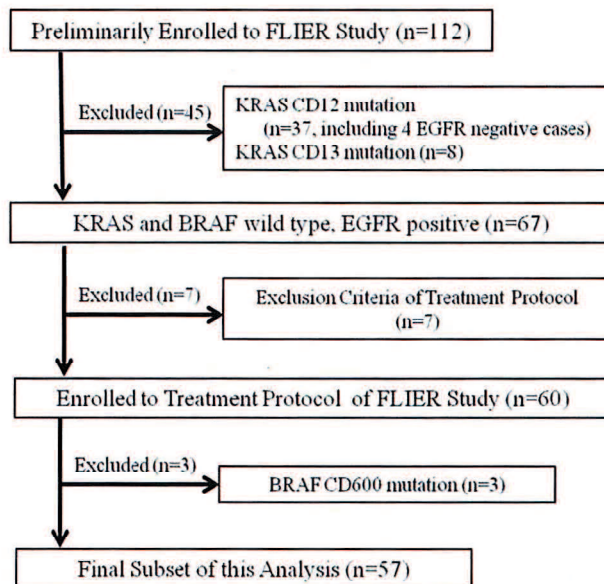 Preliminarily Enrolled to FLIER Study (n=112)
Excluded (n=45)
KRAS CD12 mutation
(n=37, including 4 EGFR negative cases)
KRAS CD13 mutation (n=8)
KRAS and BRAF wild type, EGFR positive (n=67)
Excluded (n=7)
Exclusion Criteria of Treatment Protocol
(n=7)
Enrolled to Treatment Protocol of FLIER Study (n=60)
Excluded (n=3)
BRAF CD600 mutation (n=3)
Final Subset of this Analysis (n=57)